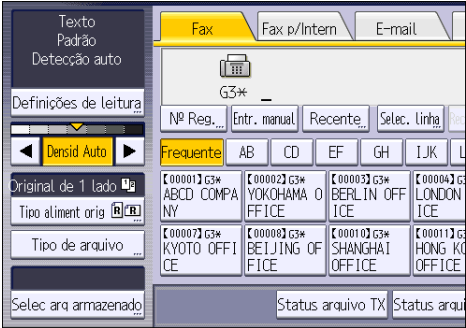 Texto
Padrão
Detecção auto
Definições de leitura
Densid Auto
Original de 1 lado
Tipo aliment orig
Tipo de arquivo
Selec arq armazenado
Fax
Fax p/Intern
E-mail
G3* _
Nº Reg.
Entr. manual
Recente
Selec. linha
Frequente
AB
CD
EF
GH
IJK
L
【00001】G3*
ABCD COMPA
NY
【00002】G3*
YOKOHAMA O
FFICE
【00003】G3*
BERLIN OFF
ICE
【00004】G3
LONDON
ICE
【00007】G3*
KYOTO OFFI
CE
【00008】G3*
BEIJING OF
FICE
【00010】G3*
SHANGHAI
OFFICE
【00011】G3
HONG KO
OFFICE
Status arquivo TX
Status arqui